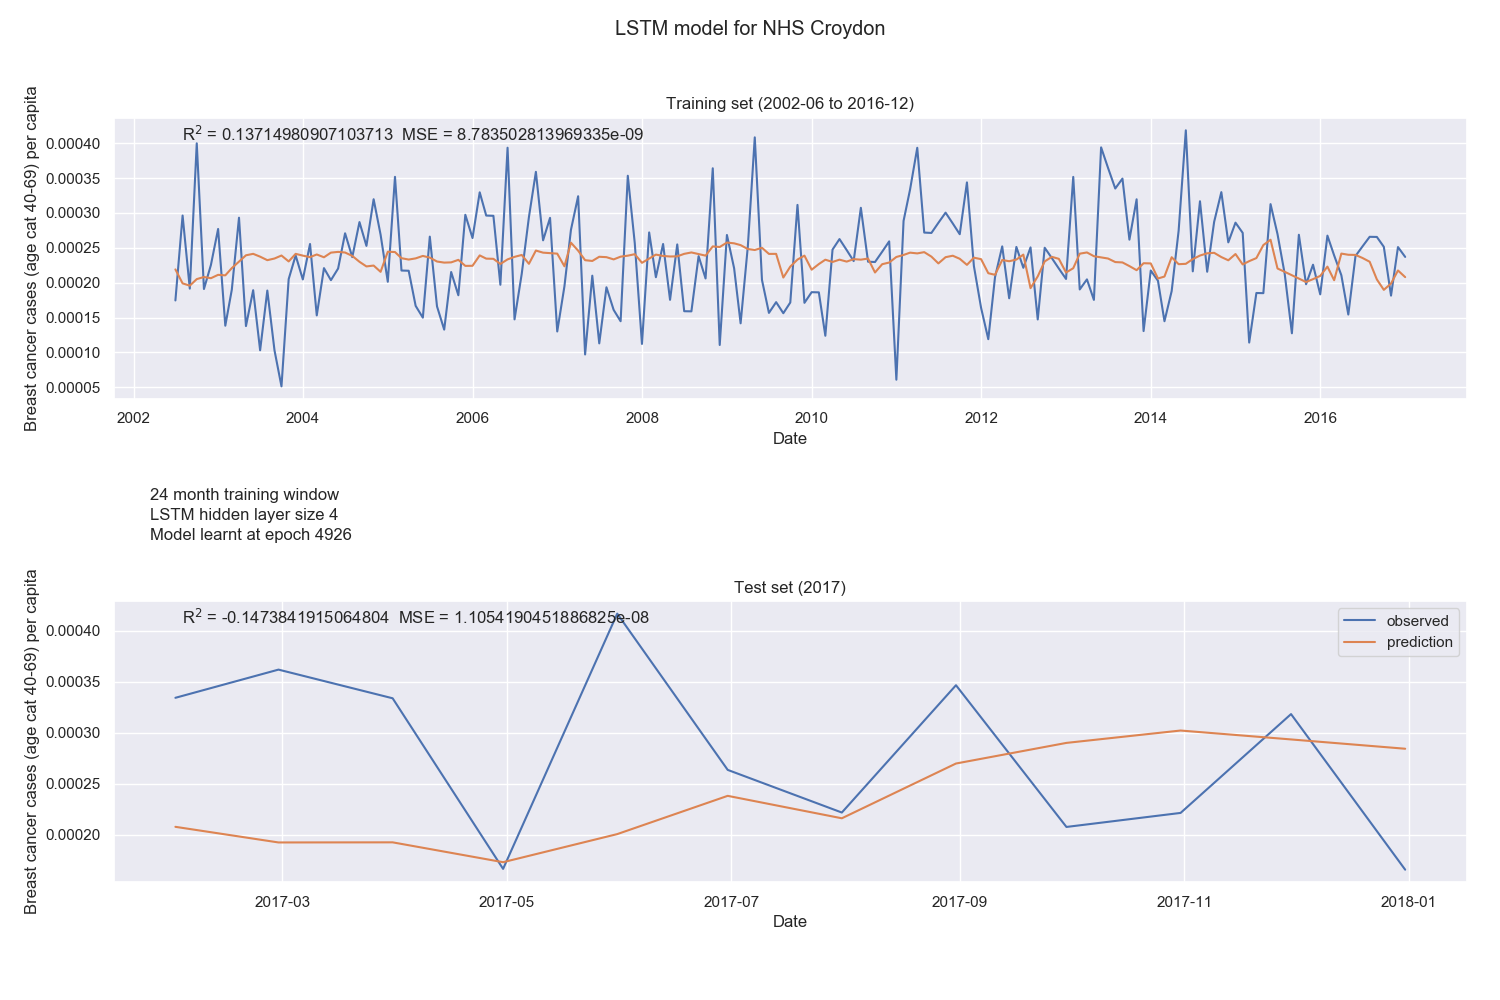 LSTM model for NHS Croydon
Training set (2002-06 to 2016-12)
R² = 0.13714980907103713 MSE = 8.783502813969335e-09
Breast cancer cases (age cat 40-69) per capita
0.00040
0.00035
0.00030
0.00025
0.00020
0.00015
0.00010
0.00005
2002 2004 2006 2008 2010 2012 2014 2016
Date
24 month training window
LSTM hidden layer size 4
Model learnt at epoch 4926
Test set (2017)
R² = -0.1473841915064804 MSE = 1.1054190451886825e-08
observed
prediction
Breast cancer cases (age cat 40-69) per capita
0.00040
0.00035
0.00030
0.00025
0.00020
2017-03 2017-05 2017-07 2017-09 2017-11 2018-01
Date